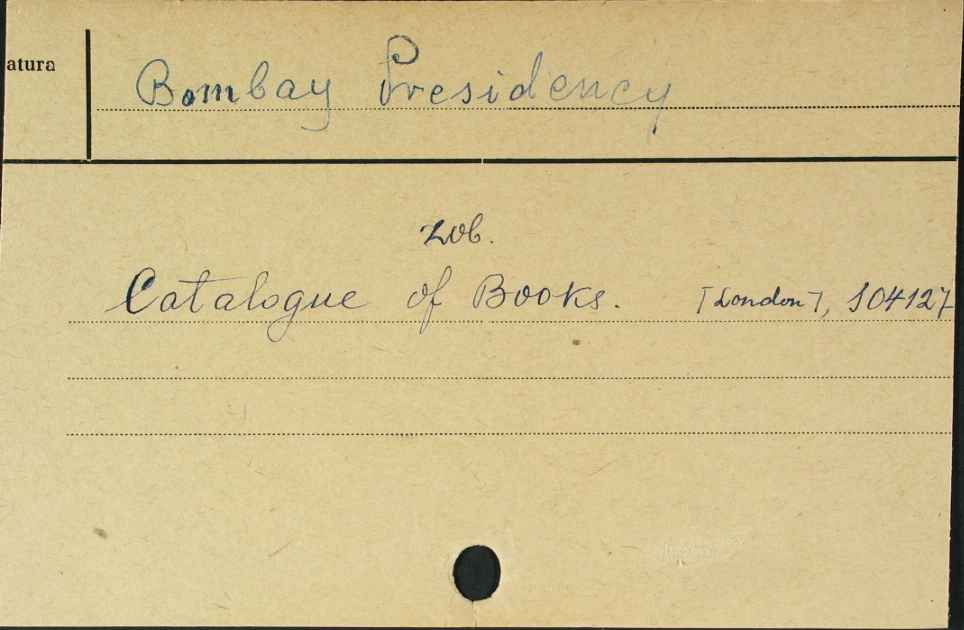 atura
Bombay Presidency
zob.
Catalogue of Books. [London], 104127